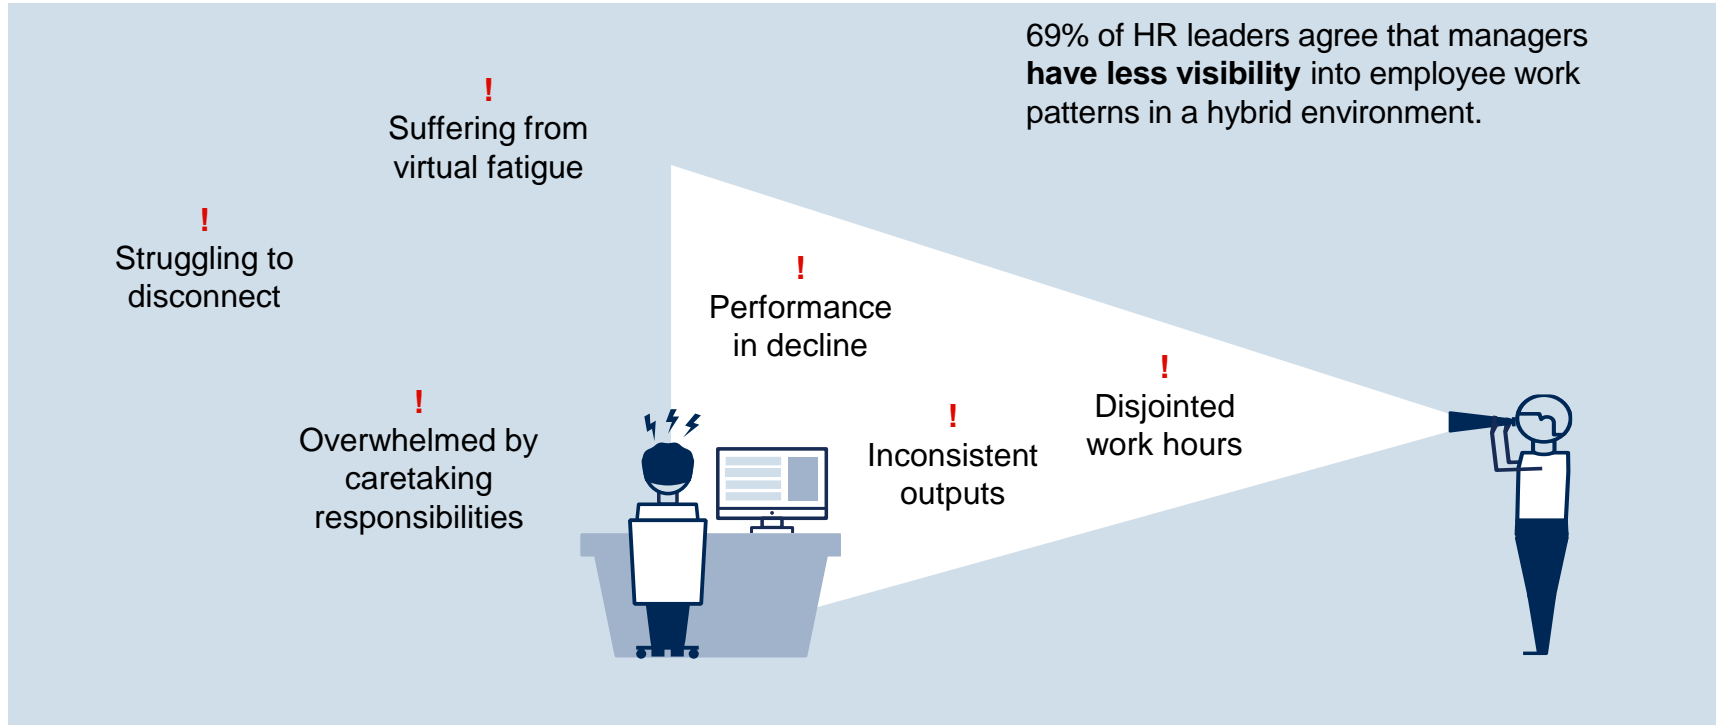 69% of HR leaders agree that managers
have less visibility into employee work
patterns in a hybrid environment.
!
Suffering from
virtual fatigue
!
Struggling to
disconnect
!
Performance
in decline
!
Overwhelmed by
caretaking
responsibilities
!
Inconsistent
outputs
!
Disjointed
work hours